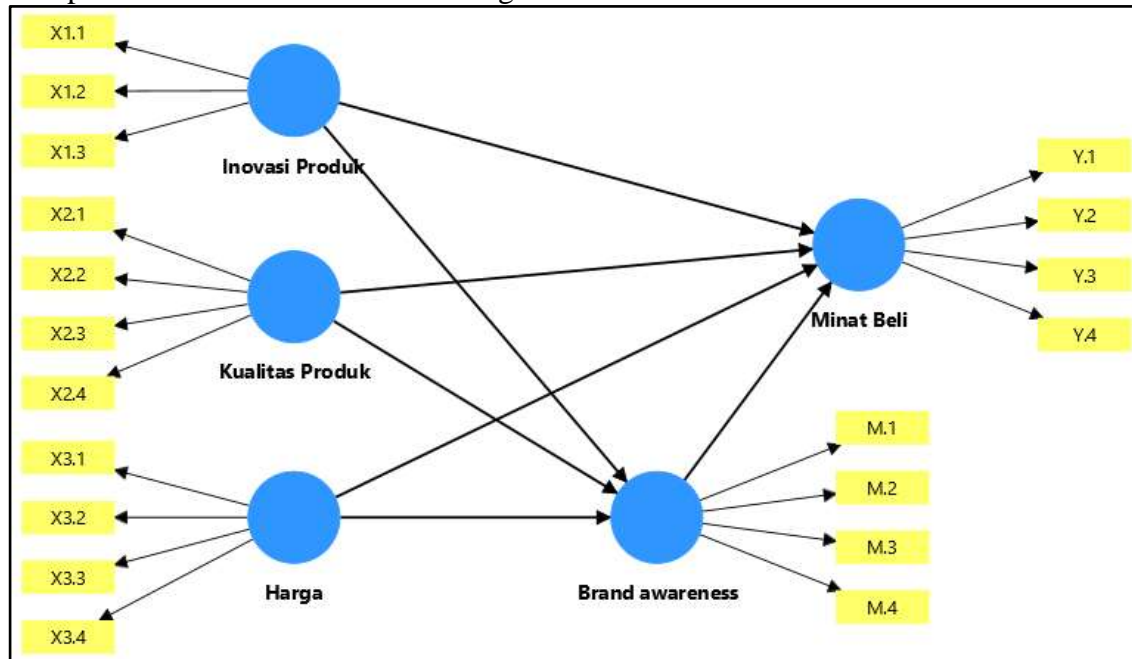 X1.1
X1.2
X1.3
Inovasi Produk
X2.1
X2.2
X2.3
X2.4
Kualitas Produk
X3.1
X3.2
X3.3
X3.4
Harga
Y.1
Y.2
Y.3
Y.4
Minat Beli
M.1
M.2
M.3
M.4
Brand awareness